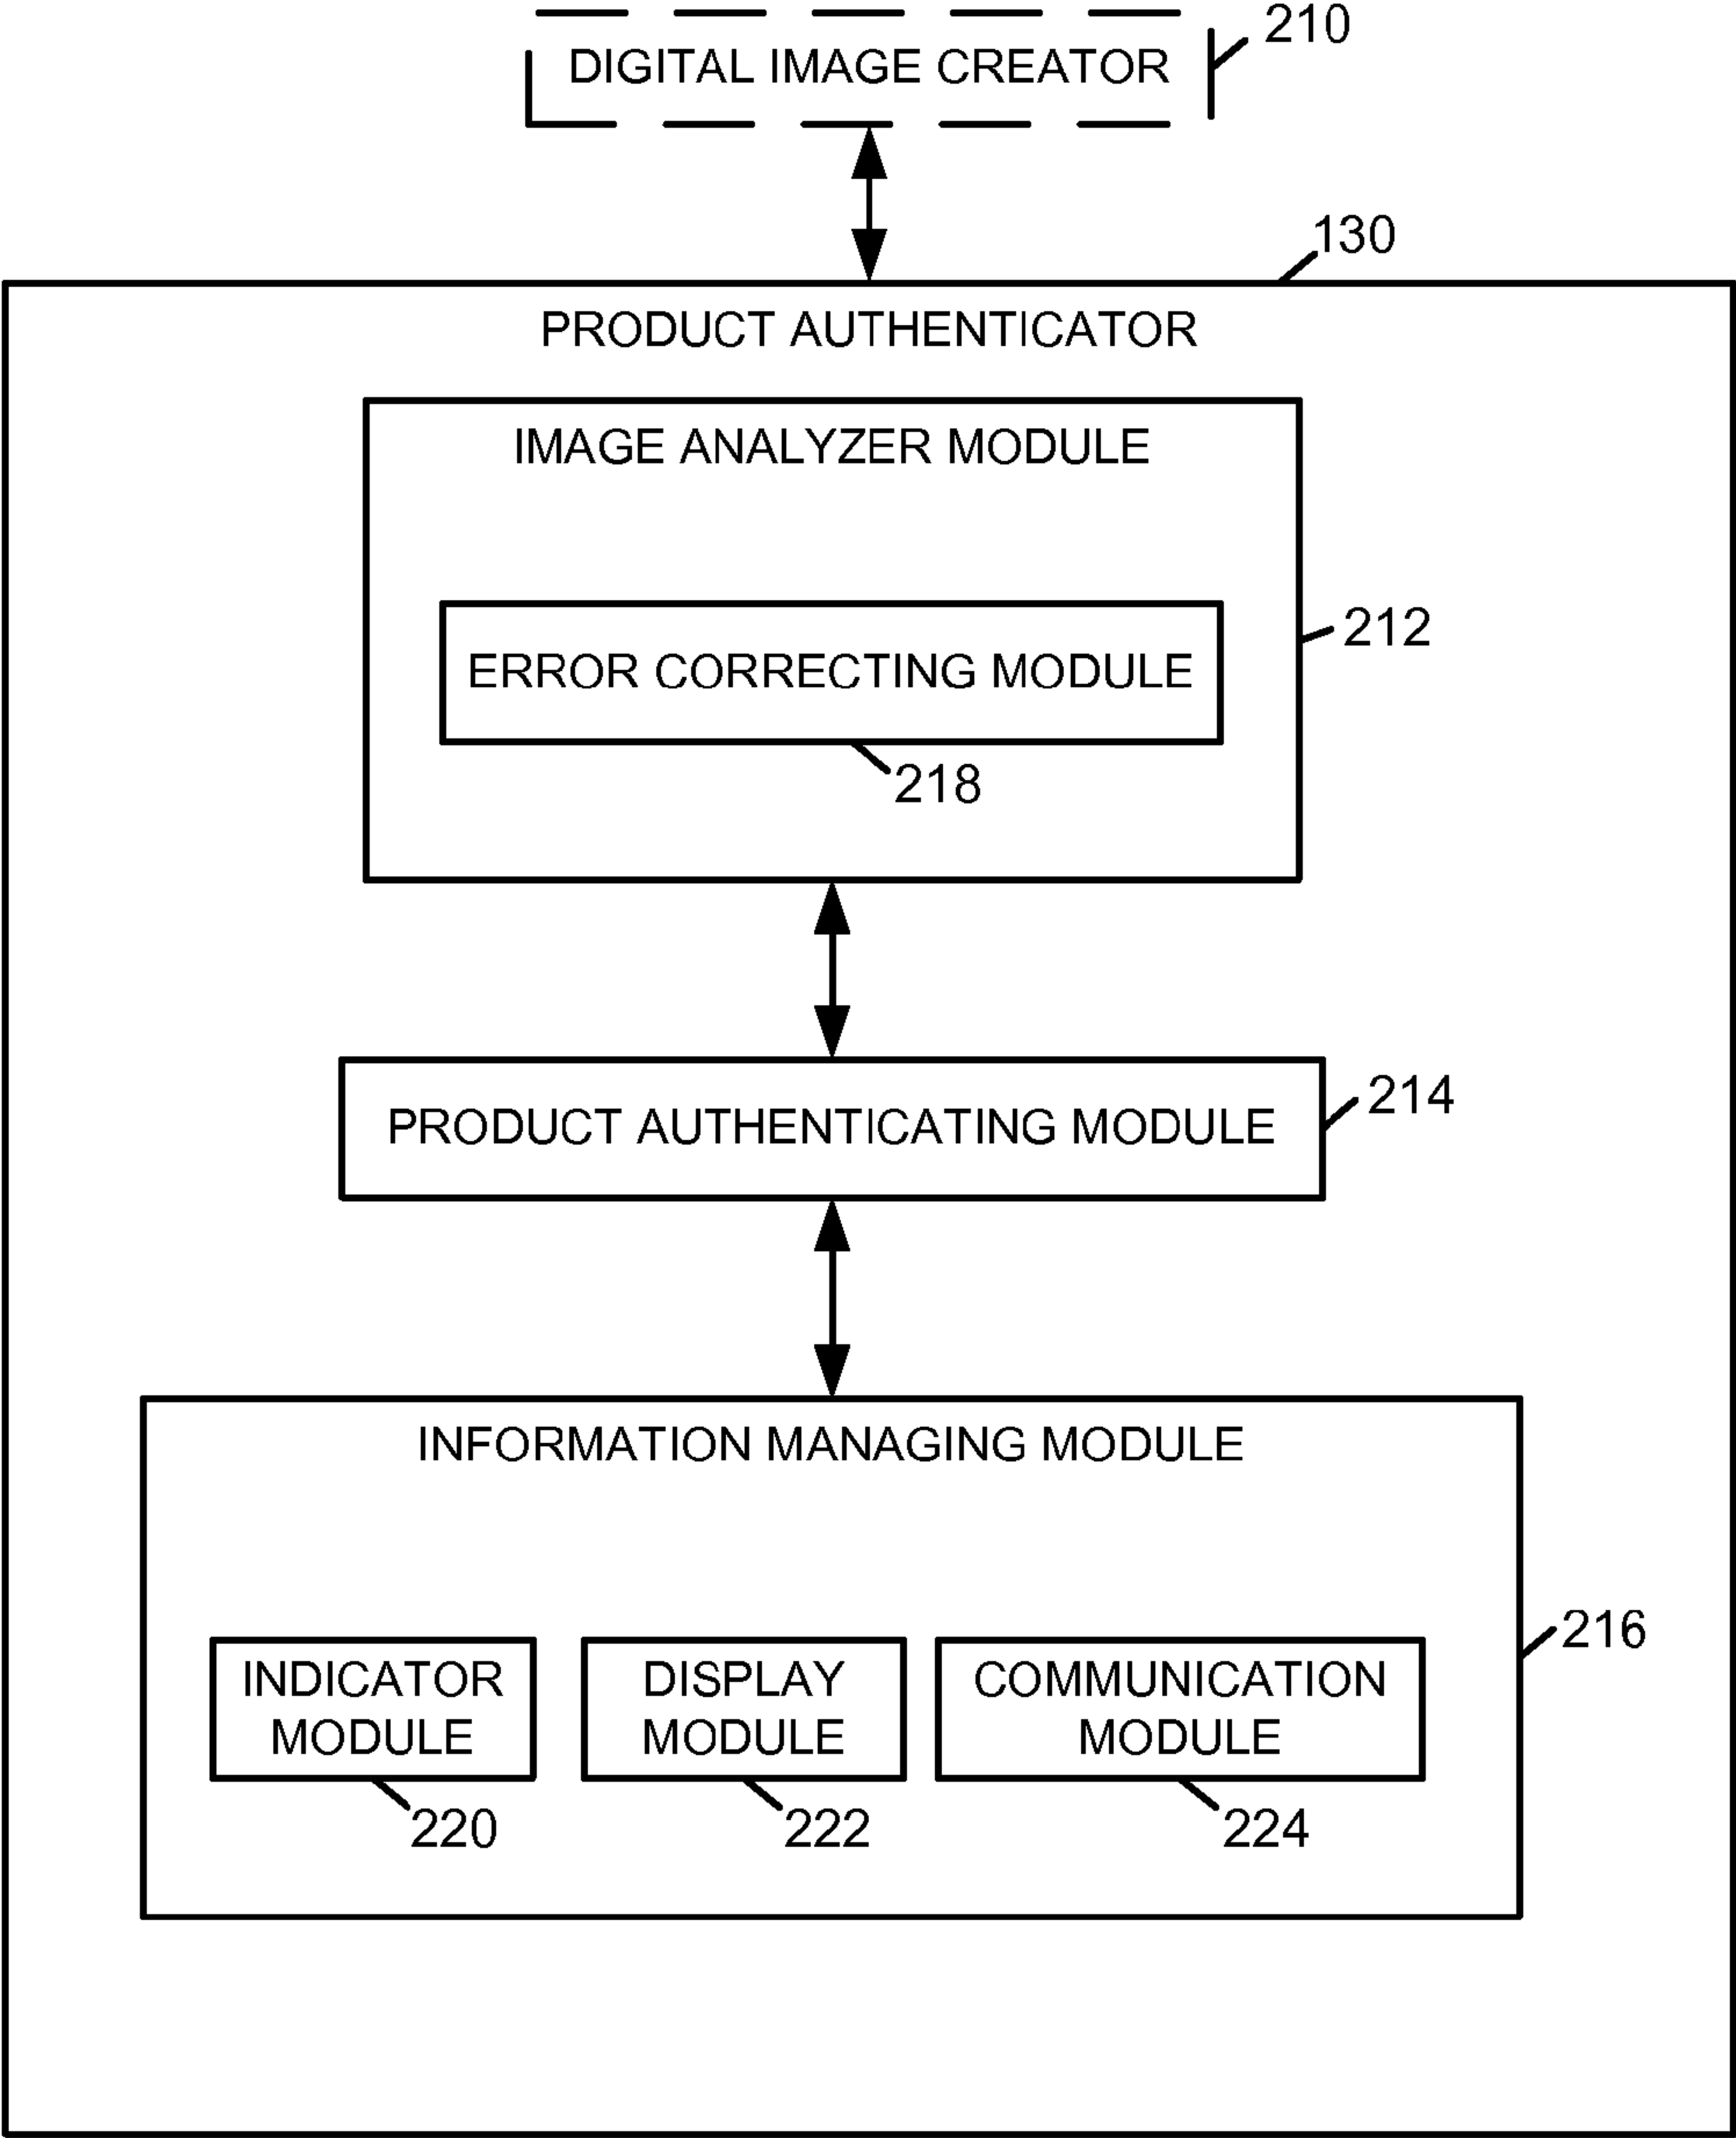 DIGITAL IMAGE CREATOR
210
130
PRODUCT AUTHENTICATOR
IMAGE ANALYZER MODULE
212
ERROR CORRECTING MODULE
218
214
PRODUCT AUTHENTICATING MODULE
INFORMATION MANAGING MODULE
216
INDICATOR
MODULE
220
DISPLAY
MODULE
222
COMMUNICATION
MODULE
224